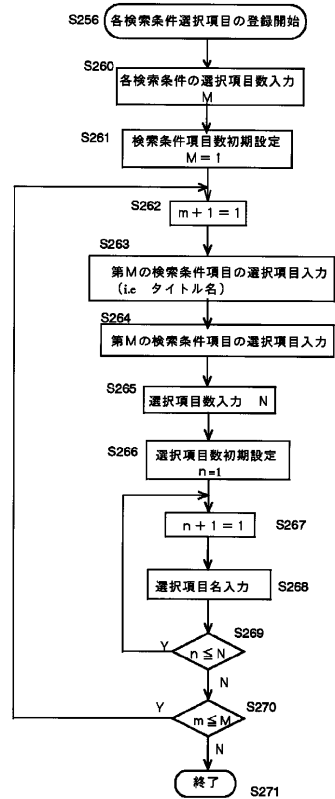 S256 各検索条件選択項目の登録開始
S260
各検索条件の選択項目数入力
M
S261
検索条件項目数初期設定
M=1
S262
m+1=1
S263
第Mの検索条件項目の選択項目入力
(i.e タイトル名)
S264
第Mの検索条件項目の選択項目入力
S265
選択項目数入力 N
S266
選択項目数初期設定
n=1
n+1=1
S267
選択項目名入力
S268
S269
Y
n≦N
N
S270
Y
m≦M
N
終了
S271